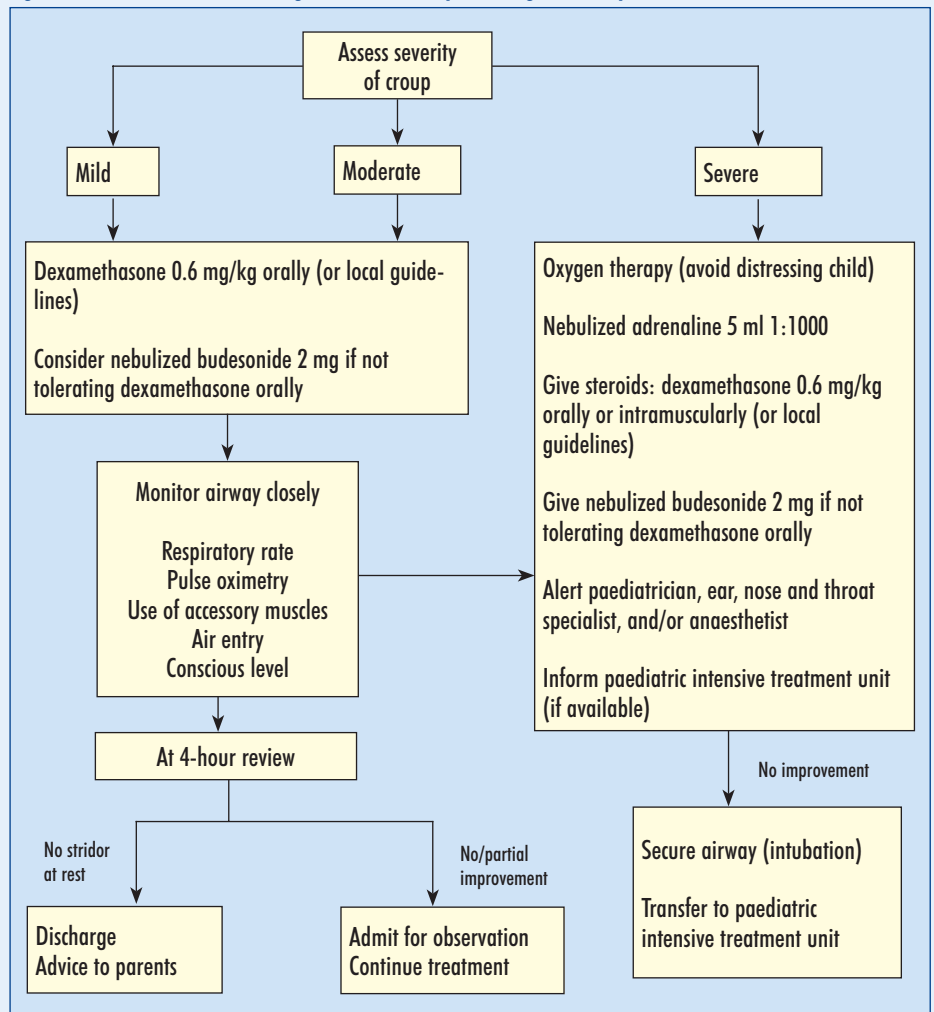 Assess severity
of croup
Mild
Moderate
Severe
Dexamethasone 0.6 mg/kg orally (or local guide-
lines)
Consider nebulized budesonide 2 mg if not
tolerating dexamethasone orally
Oxygen therapy (avoid distressing child)
Nebulized adrenaline 5 ml 1:1000
Give steroids: dexamethasone 0.6 mg/kg
orally or intramuscularly (or local
guidelines)
Give nebulized budesonide 2 mg if not
tolerating dexamethasone orally
Alert paediatrician, ear, nose and throat
specialist, and/or anaesthetist
Inform paediatric intensive treatment unit
(if available)
Monitor airway closely
Respiratory rate
Pulse oximetry
Use of accessory muscles
Air entry
Conscious level
At 4-hour review
No improvement
No stridor
at rest
No/partial
improvement
Secure airway (intubation)
Transfer to paediatric
intensive treatment unit
Discharge
Advice to parents
Admit for observation
Continue treatment